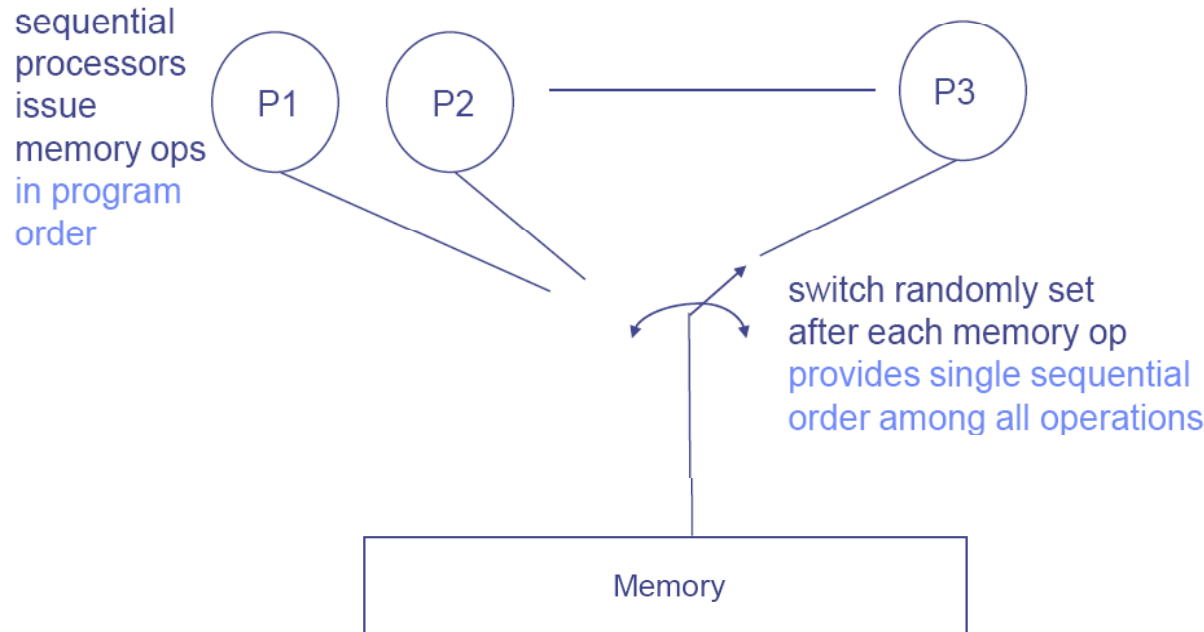 sequential
processors
issue
memory ops
in program
order
P1
P2
P3
switch randomly set
after each memory op
provides single sequential
order among all operations
Memory